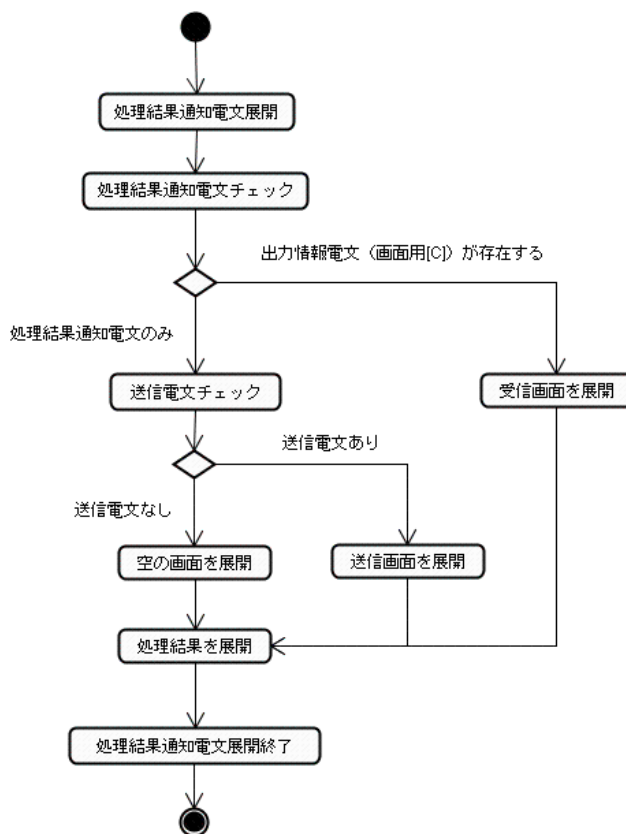 処理結果通知電文展開
処理結果通知電文チェック
出力情報電文（画面用[C]）が存在する
処理結果通知電文のみ
送信電文チェック
受信画面を展開
送信電文あり
送信電文なし
空の画面を展開
送信画面を展開
処理結果を展開
処理結果通知電文展開終了